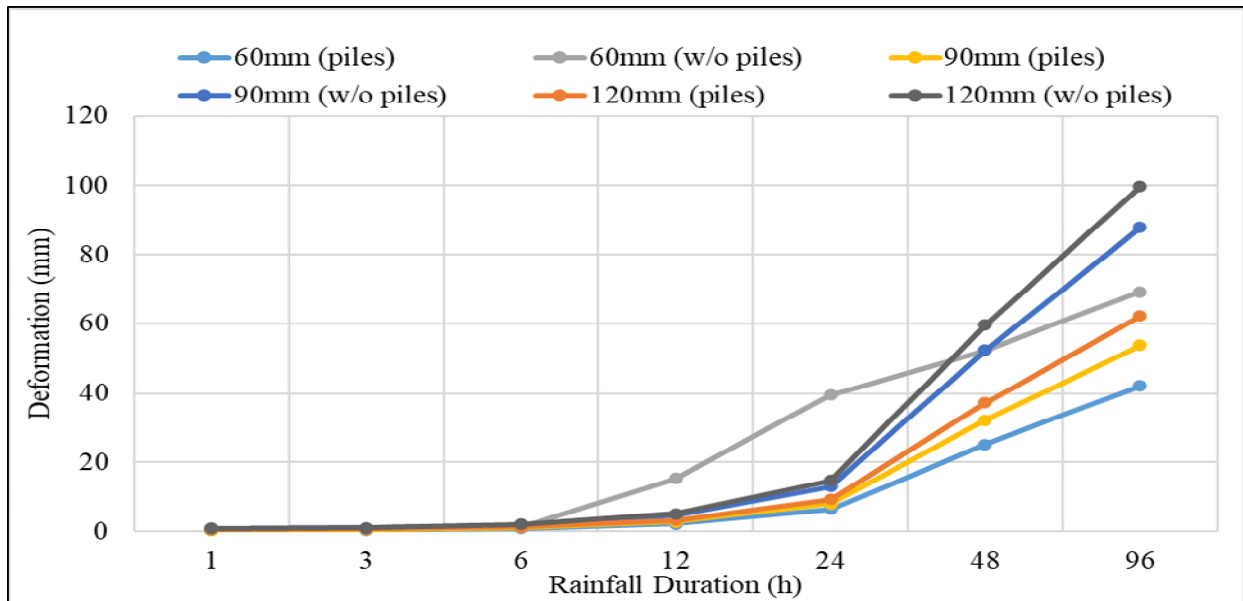 60mm (piles) 60mm (w/o piles) 90mm (piles)
90mm (w/o piles) 120mm (piles) 120mm (w/o piles)
120
100
80
60
40
20
0
Deformation (mm)
1 3 6 12 24 48 96
Rainfall Duration (h)